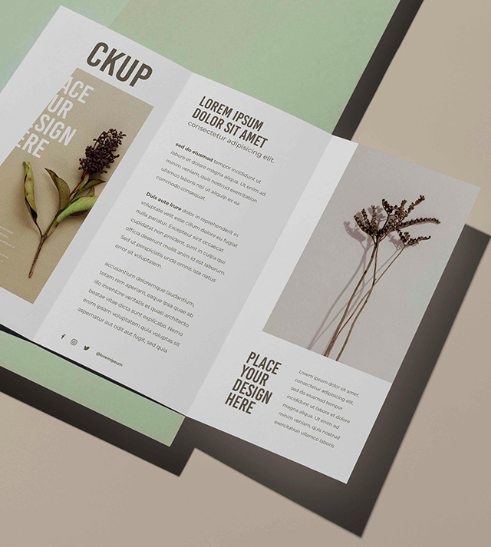 CKUP
ACE
UR
SIGN
ERE
LOREM IPSUM
DOLOR SIT AMET
consectetur adipisicing elit.
sed do eiusmod tempor incididunt ut
labore et dolore magna aliqua. Ut enim ad
minim veniam, quis nostrud exercitation
ullamco laboris nisi ut aliquip ex ea
commodo consequat.
Duis aute irure dolor in reprehenderit in
voluptate velit esse cillum dolore eu fugiat
nulla pariatur. Excepteur sint occaecat
cupidatat non proident, sunt in culpa qui
officia deserunt mollit anim id est laborum.
Sed ut perspiciatis unde omnis iste natus
error sit voluptatem.
accusantium doloremque laudantium,
totam rem aperiam, eaque ipsa quae ab
illo inventore veritatis et quasi architecto
beatae vitae dicta sunt explicabo. Nemo
enim ipsam voluptatem quia voluptas sit
aspernatur aut odit aut fugit, sed quia
@loremipsum
PLACE
YOUR
DESIGN
HERE
Lorem ipsum dolor sit amet,
consectetur adipisicing elit,
sed do eiusmod tempor
incididunt ut labore et dolore
magna aliqua. Ut enim ad
minim veniam, quis nostrud
exercitation ullamco laboris